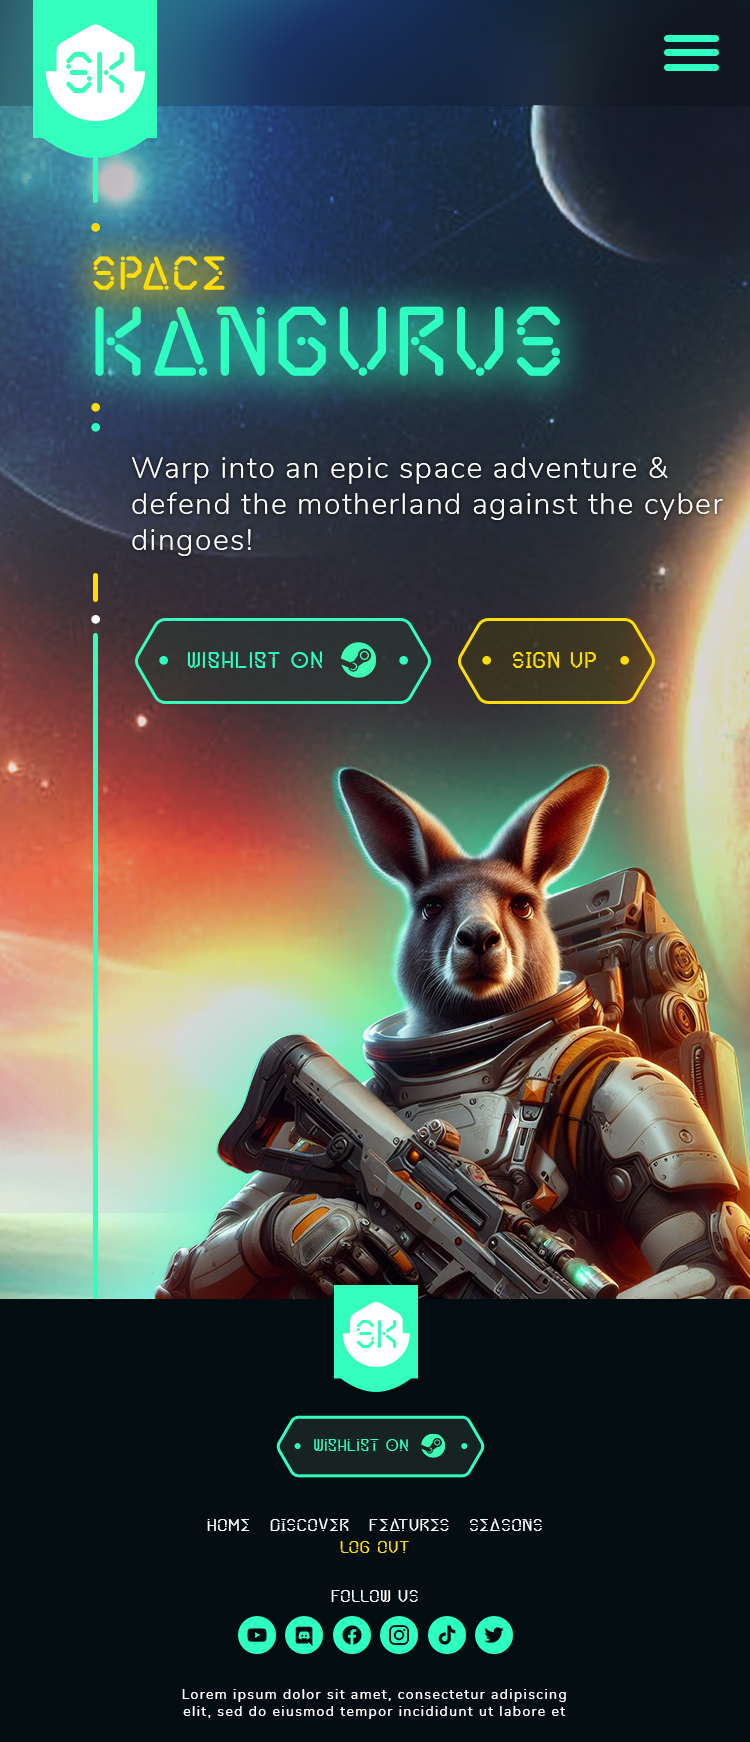 SK
SPACE
KANGURUS
Warp into an epic space adventure &
defend the motherland against the cyber
dingoes!
WISHLIST ON
SIGN UP
SK
WISHLIST ON
HOME DISCOVER FEATURES SEASONS
LOG OUT
FOLLOW US
Lorem ipsum dolor sit amet, consectetur adipiscing
elit, sed do eiusmod tempor incididunt ut labore et